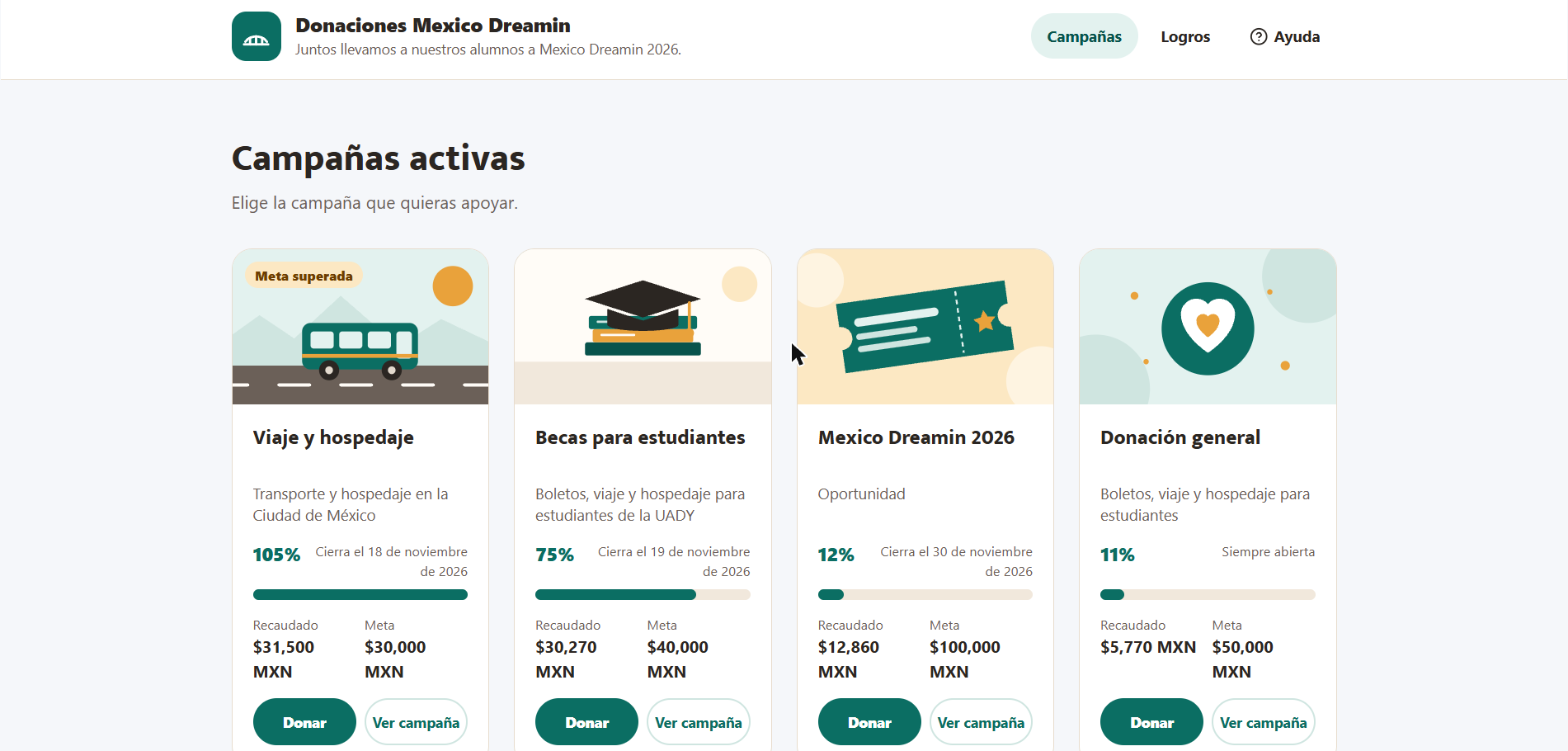 Donaciones Mexico Dreamin
Juntos llevamos a nuestros alumnos a Mexico Dreamin 2026.
Campañas
Logros
Ayuda
Campañas activas
Elige la campaña que quieras apoyar.
Meta superada
Viaje y hospedaje
Transporte y hospedaje en la
Ciudad de México
105%
Cierra el 18 de noviembre
de 2026
Recaudado
$31,500
MXN
Meta
$30,000
MXN
Donar
Ver campaña
Becas para estudiantes
Boletos, viaje y hospedaje para
estudiantes de la UADY
75%
Cierra el 19 de noviembre
de 2026
Recaudado
$30,270
MXN
Meta
$40,000
MXN
Donar
Ver campaña
Mexico Dreamin 2026
Oportunidad
12%
Cierra el 30 de noviembre
de 2026
Recaudado
$12,860
MXN
Meta
$100,000
MXN
Donar
Ver campaña
Donación general
Boletos, viaje y hospedaje para
estudiantes
11%
Siempre abierta
Recaudado
$5,770 MXN
Meta
$50,000
MXN
Donar
Ver campaña